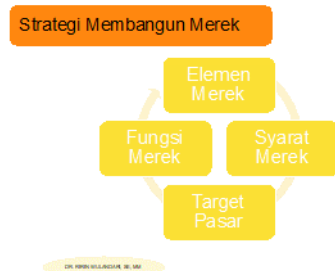 Strategi Membangun Merek
Elemen
Merek
Fungsi
Merek
Syarat
Merek
Target
Pasar